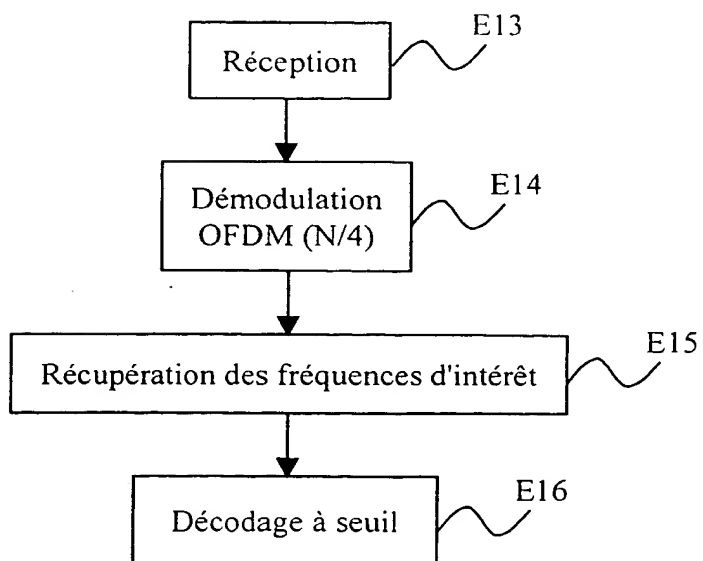 E13
Réception
E14
Démodulation
OFDM (N/4)
E15
Récupération des fréquences d'intérêt
E16
Décodage à seuil